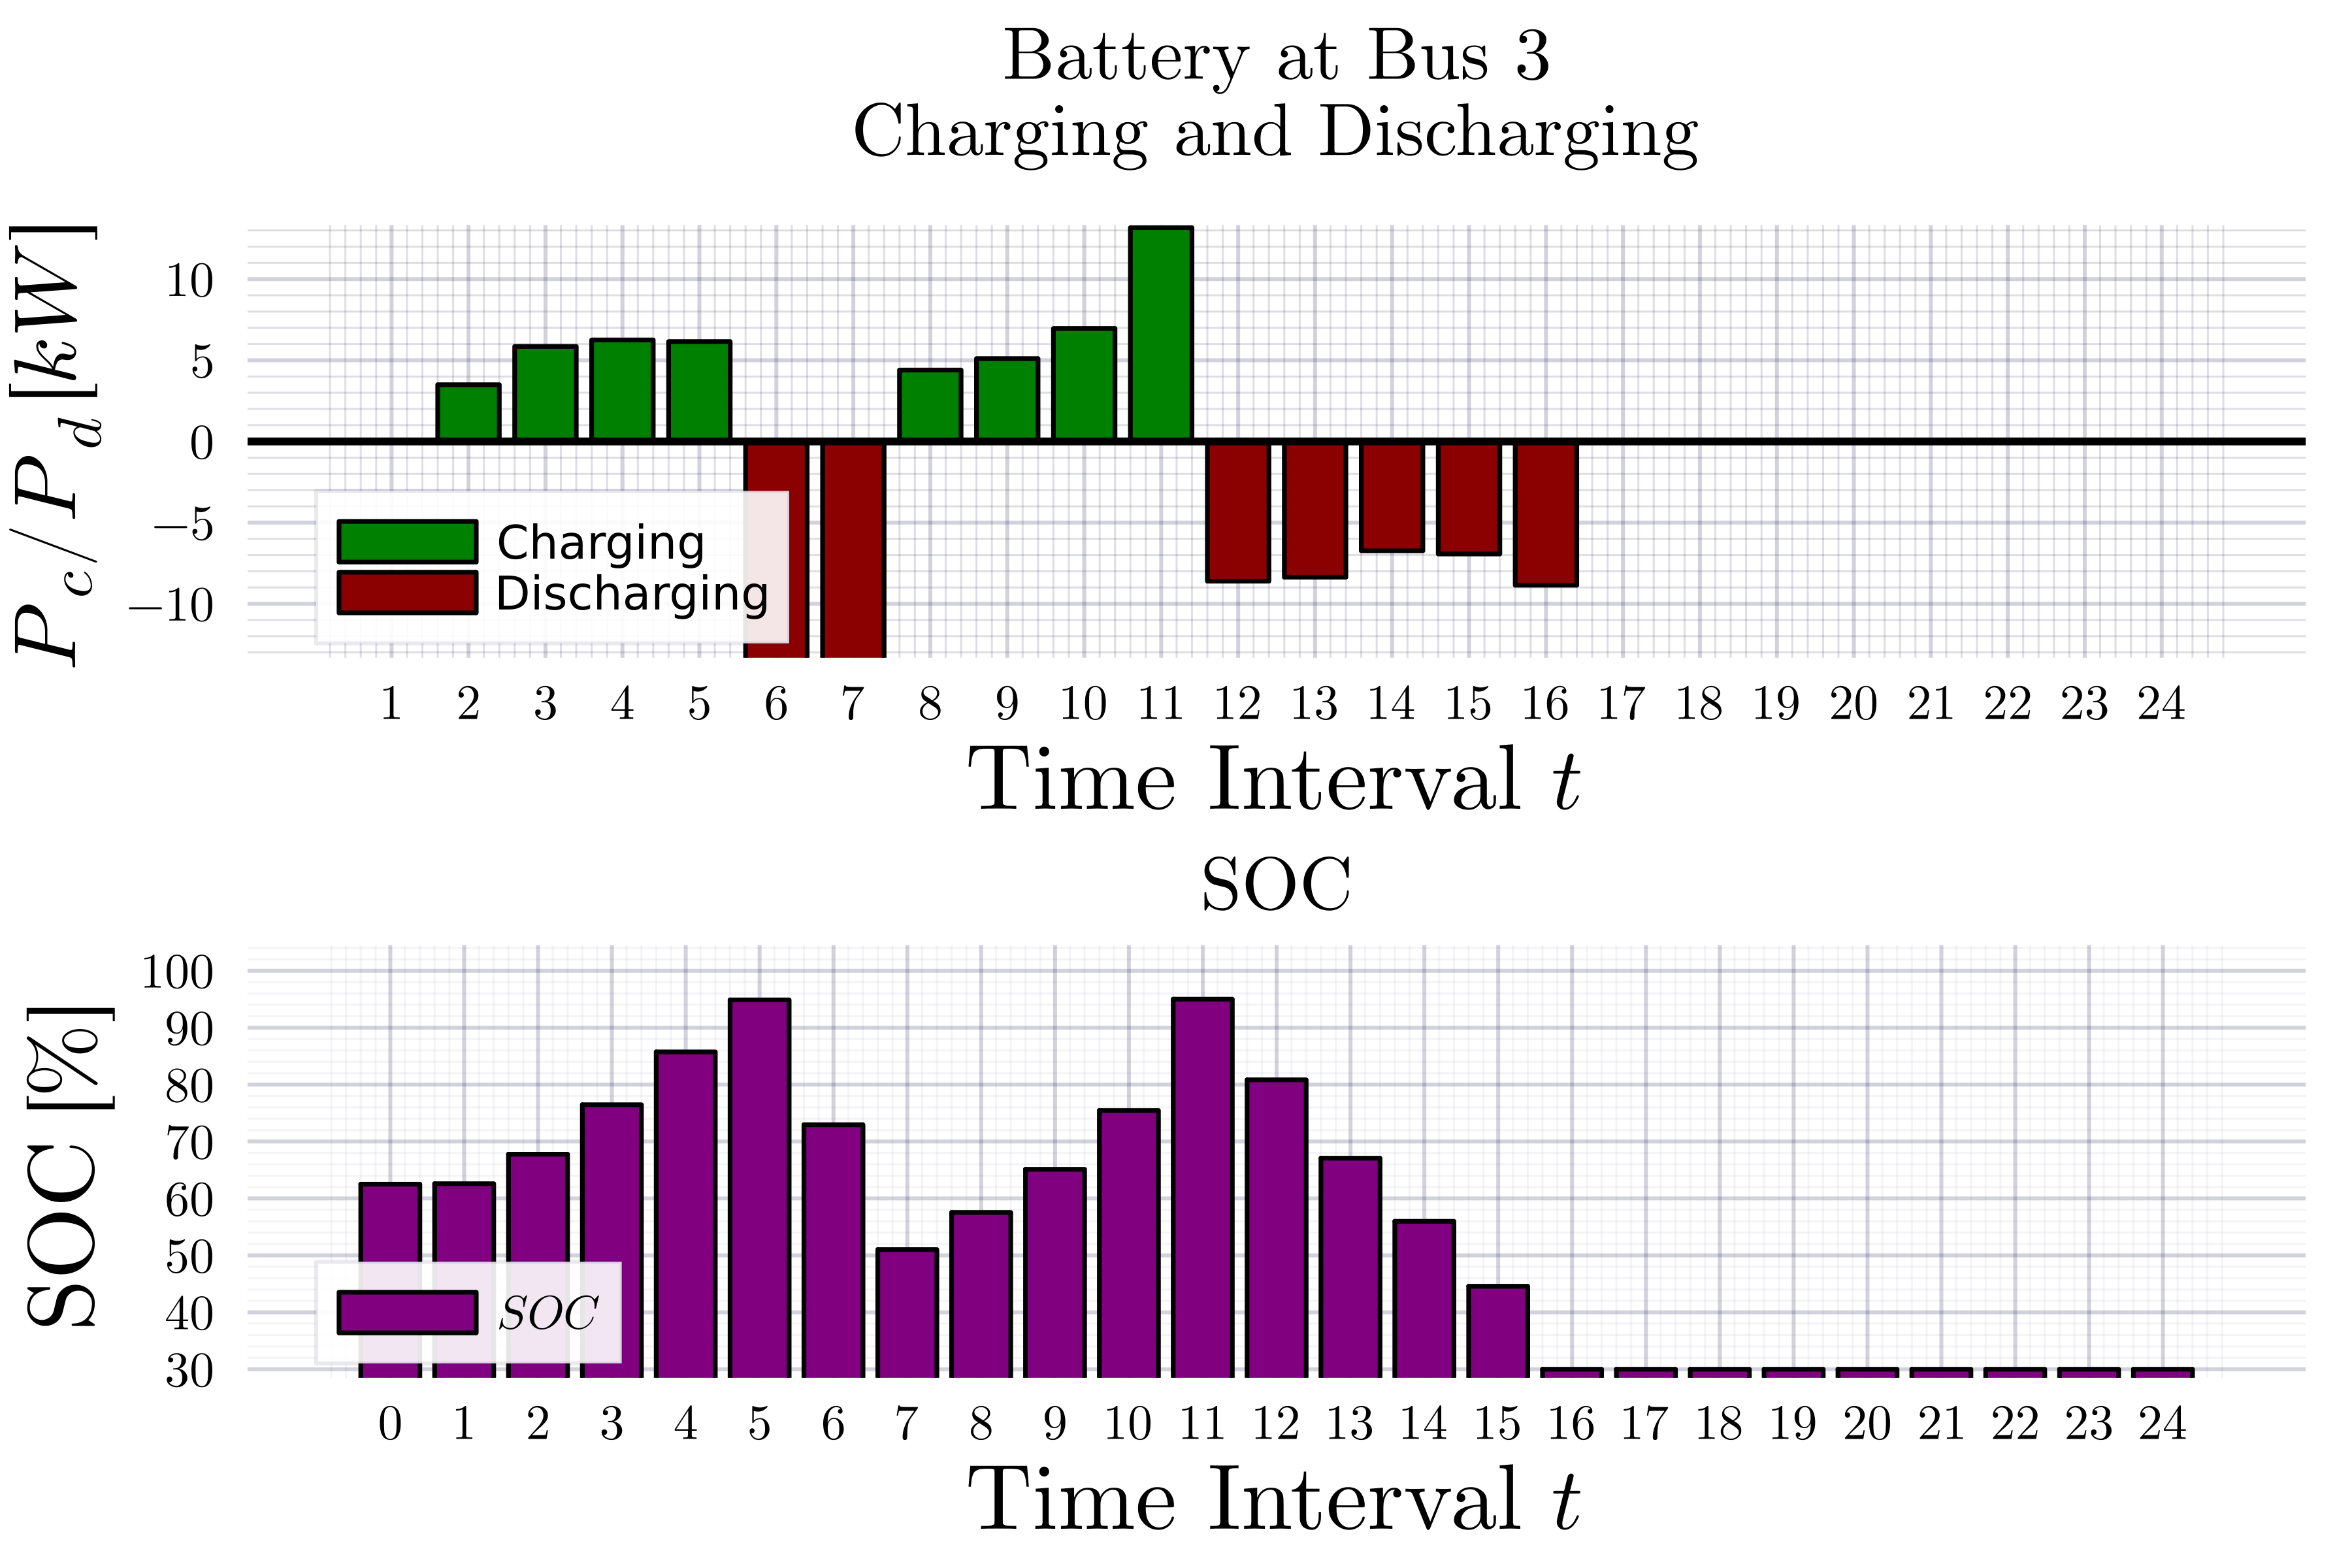 Battery at Bus 3
Charging and Discharging
P_c/P_d [kW]
10
5
0
−5
−10
Charging
Discharging
1 2 3 4 5 6 7 8 9 10 11 12 13 14 15 16 17 18 19 20 21 22 23 24
Time Interval t
SOC
SOC [%]
100
90
80
70
60
50
40
30
SOC
0 1 2 3 4 5 6 7 8 9 10 11 12 13 14 15 16 17 18 19 20 21 22 23 24
Time Interval t